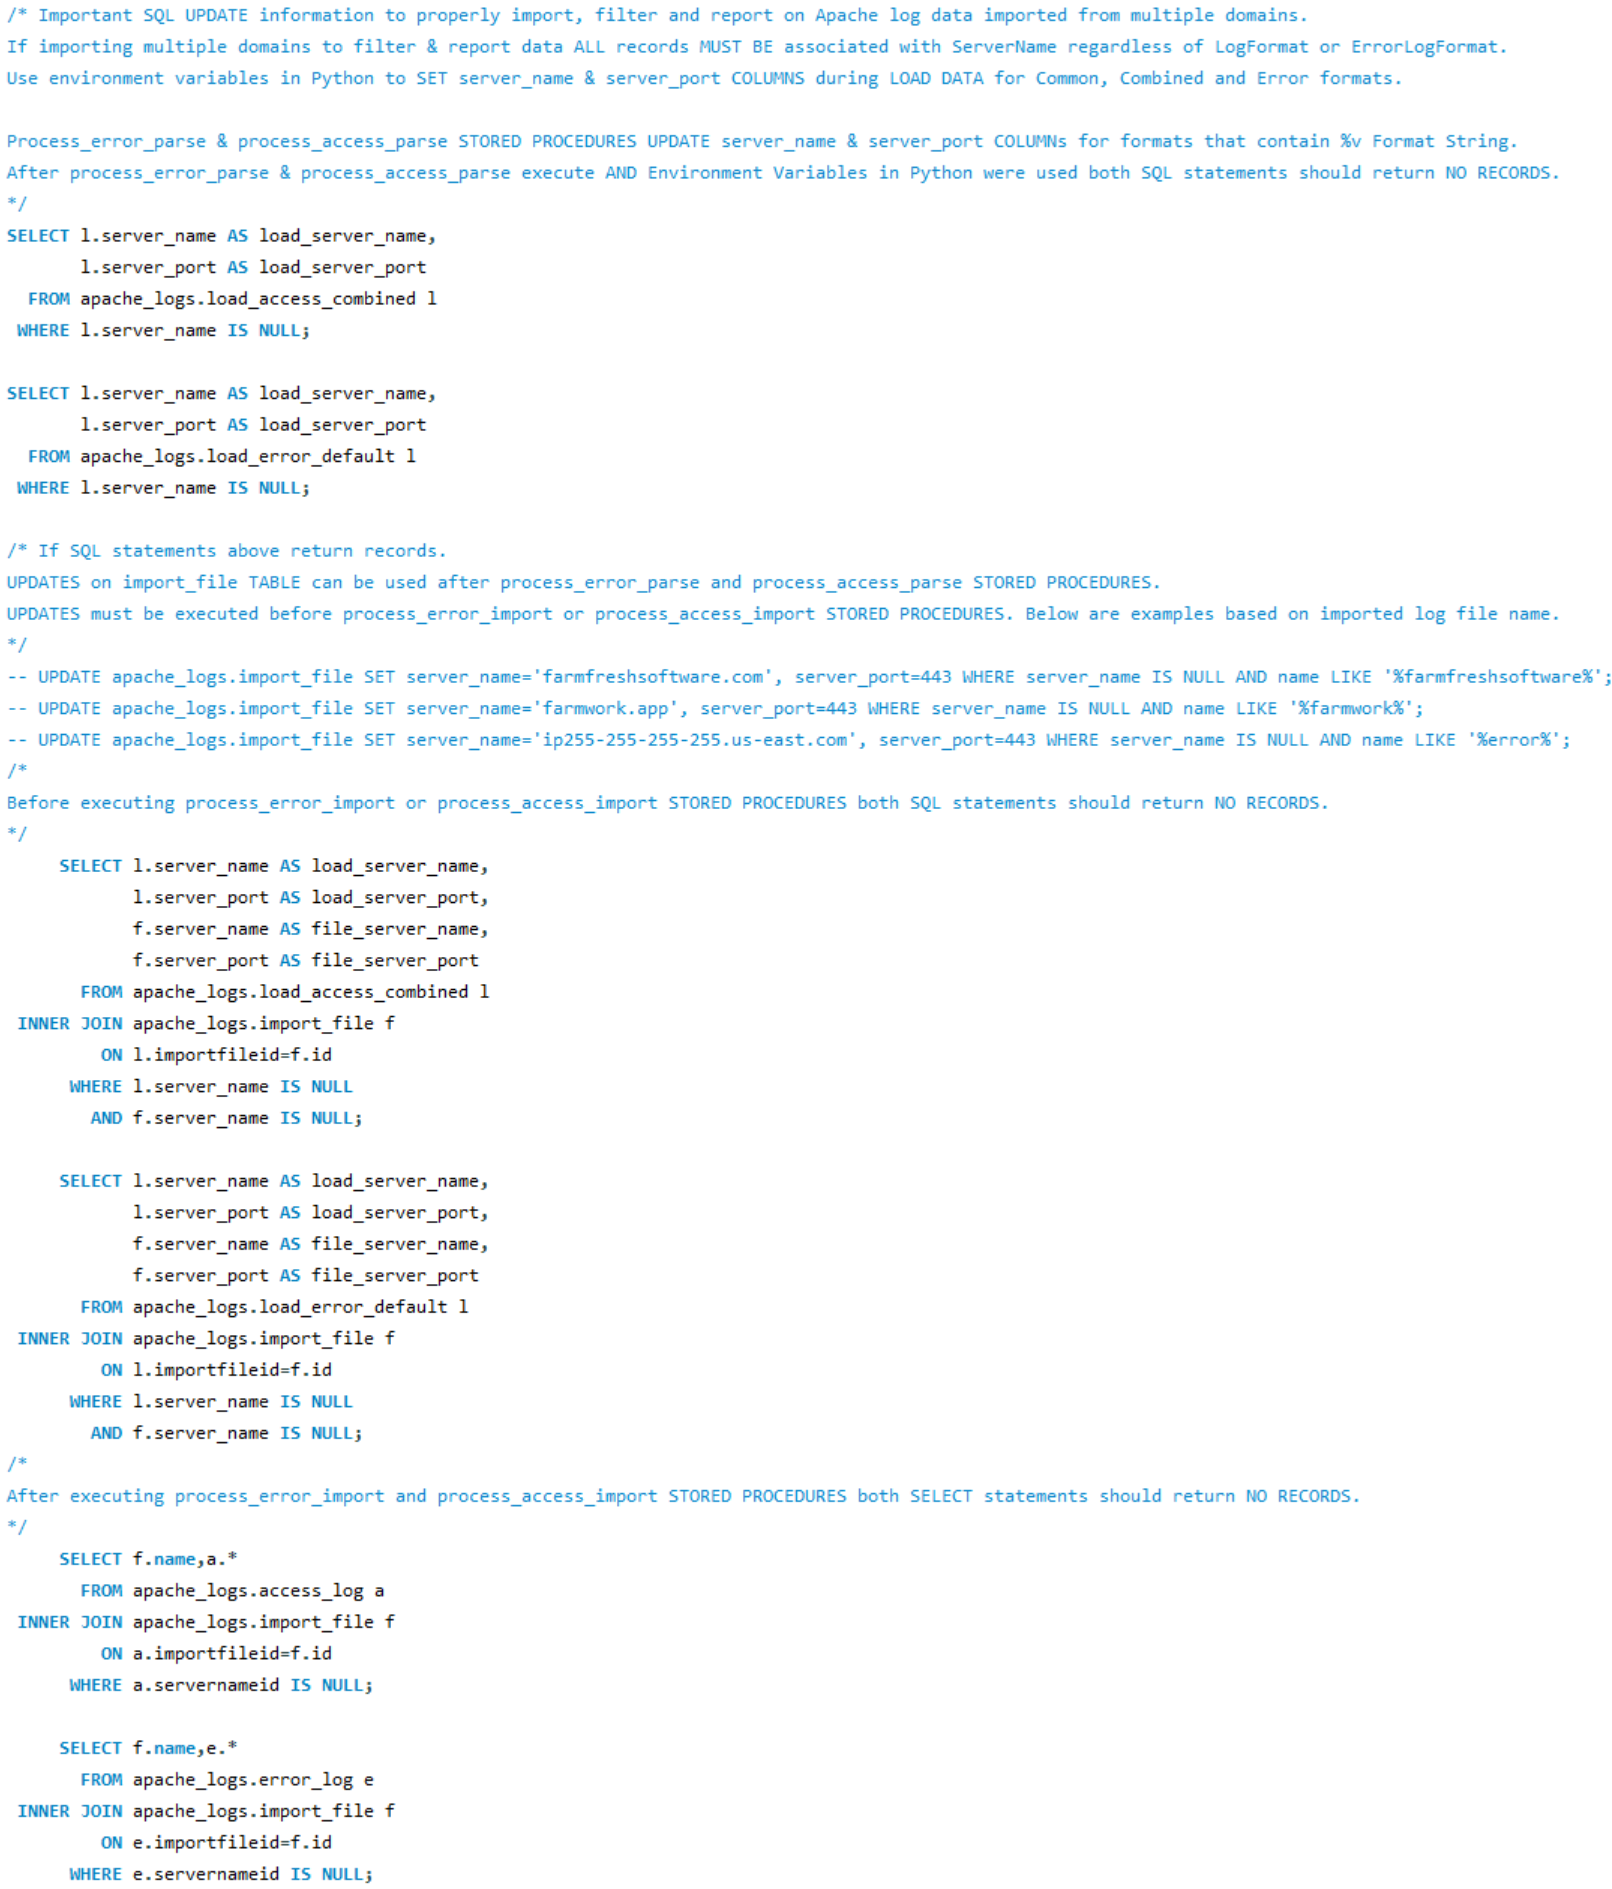 /* Important SQL UPDATE information to properly import, filter and report on Apache log data imported from multiple domains.
If importing multiple domains to filter & report data ALL records MUST BE associated with ServerName regardless of LogFormat or ErrorLogFormat.
Use environment variables in Python to SET server_name & server_port COLUMNS during LOAD DATA for Common, Combined and Error formats.

Process_error_parse & process_access_parse STORED PROCEDURES UPDATE server_name & server_port COLUMNs for formats that contain %v Format String.
After process_error_parse & process_access_parse execute AND Environment Variables in Python were used both SQL statements should return NO RECORDS.
*/
SELECT l.server_name AS load_server_name,
       l.server_port AS load_server_port
  FROM apache_logs.load_access_combined l
 WHERE l.server_name IS NULL;

SELECT l.server_name AS load_server_name,
       l.server_port AS load_server_port
  FROM apache_logs.load_error_default l
 WHERE l.server_name IS NULL;

/* If SQL statements above return records.
UPDATES on import_file TABLE can be used after process_error_parse and process_access_parse STORED PROCEDURES.
UPDATES must be executed before process_error_import or process_access_import STORED PROCEDURES. Below are examples based on imported log file name.
*/
-- UPDATE apache_logs.import_file SET server_name='farmfreshsoftware.com', server_port=443 WHERE server_name IS NULL AND name LIKE '%farmfreshsoftware%';
-- UPDATE apache_logs.import_file SET server_name='farmwork.app', server_port=443 WHERE server_name IS NULL AND name LIKE '%farmwork%';
-- UPDATE apache_logs.import_file SET server_name='ip255-255-255-255.us-east.com', server_port=443 WHERE server_name IS NULL AND name LIKE '%error%';
/*
Before executing process_error_import or process_access_import STORED PROCEDURES both SQL statements should return NO RECORDS.
*/
     SELECT l.server_name AS load_server_name,
            l.server_port AS load_server_port,
            f.server_name AS file_server_name,
            f.server_port AS file_server_port
       FROM apache_logs.load_access_combined l
 INNER JOIN apache_logs.import_file f
         ON l.importfileid=f.id
      WHERE l.server_name IS NULL
        AND f.server_name IS NULL;

     SELECT l.server_name AS load_server_name,
            l.server_port AS load_server_port,
            f.server_name AS file_server_name,
            f.server_port AS file_server_port
       FROM apache_logs.load_error_default l
 INNER JOIN apache_logs.import_file f
         ON l.importfileid=f.id
      WHERE l.server_name IS NULL
        AND f.server_name IS NULL;
/*
After executing process_error_import and process_access_import STORED PROCEDURES both SELECT statements should return NO RECORDS.
*/
     SELECT f.name,a.*
       FROM apache_logs.access_log a
 INNER JOIN apache_logs.import_file f
         ON a.importfileid=f.id
      WHERE a.servernameid IS NULL;

     SELECT f.name,e.*
       FROM apache_logs.error_log e
 INNER JOIN apache_logs.import_file f
         ON e.importfileid=f.id
      WHERE e.servernameid IS NULL;